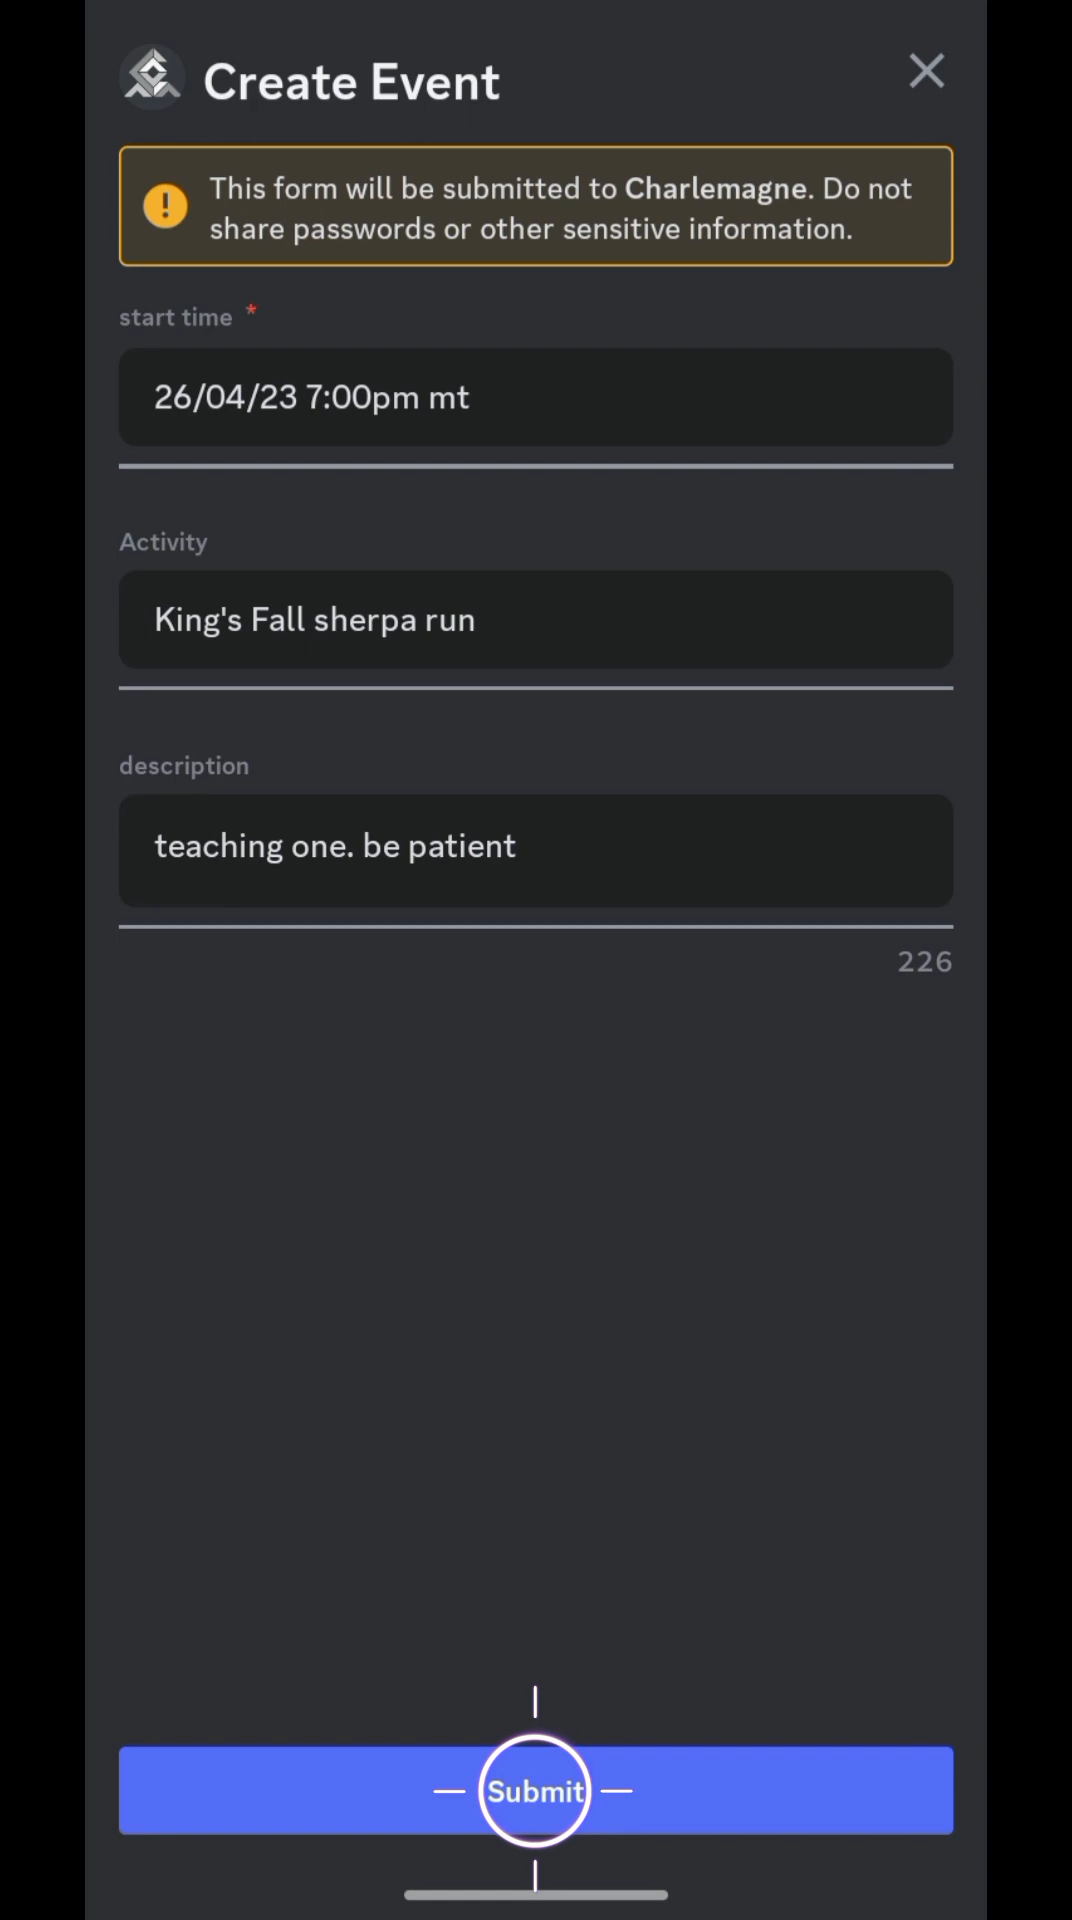 Create Event
This form will be submitted to Charlemagne. Do not
share passwords or other sensitive information.
start time *
26/04/23 7:00pm mt
Activity
King's Fall sherpa run
description
teaching one. be patient
226
Submit